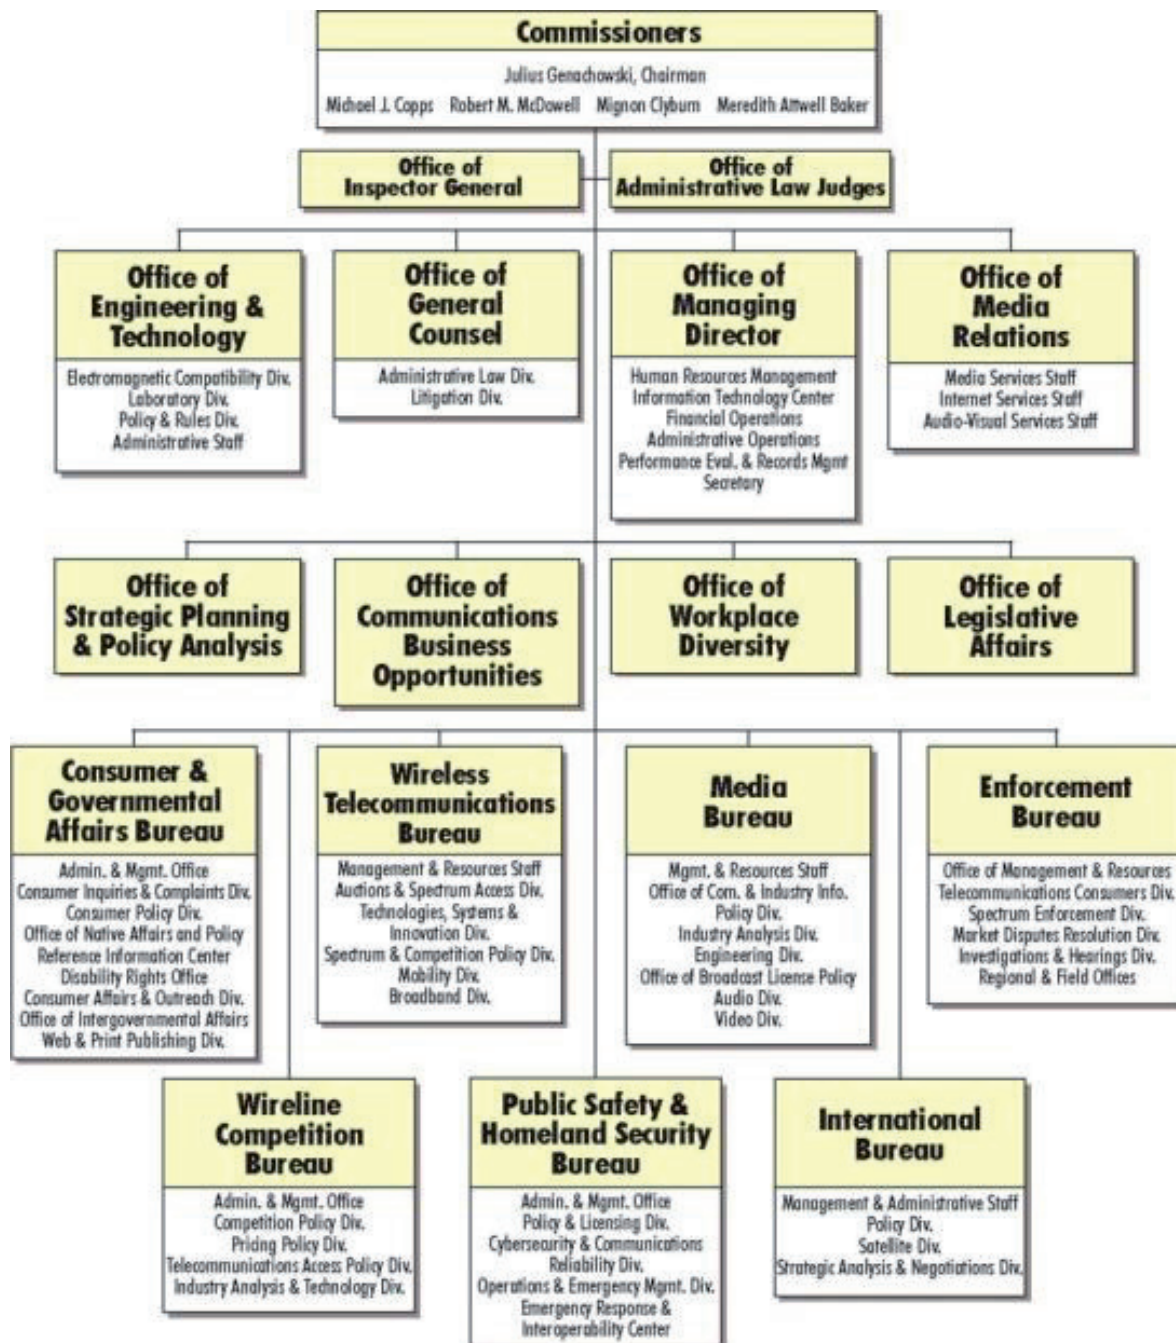 Commissioners
Julius Genachowski, Chairman
Michael J. Copps Robert M. McDowell Mignon Clyburn Meredith Attwell Baker
Office of
Inspector General
Office of
Administrative Law Judges
Office of
Engineering &
Technology
Electromagnetic Compatibility Div.
Laboratory Div.
Policy & Rules Div.
Administrative Staff
Office of
General
Counsel
Administrative Law Div.
Litigation Div.
Office of
Managing
Director
Human Resources Management
Information Technology Center
Financial Operations
Administrative Operations
Performance Eval. & Records Mgmt
Secretary
Office of
Media
Relations
Media Services Staff
Internet Services Staff
Audio-Visual Services Staff
Office of
Strategic Planning
& Policy Analysis
Office of
Communications
Business
Opportunities
Office of
Workplace
Diversity
Office of
Legislative
Affairs
Consumer &
Governmental
Affairs Bureau
Admin. & Mgmt. Office
Consumer Inquiries & Complaints Div.
Consumer Policy Div.
Office of Native Affairs and Policy
Reference Information Center
Disability Rights Office
Consumer Affairs & Outreach Div.
Office of Intergovernmental Affairs
Web & Print Publishing Div.
Wireless
Telecommunications
Bureau
Management & Resources Staff
Auctions & Spectrum Access Div.
Technologies, Systems &
Innovation Div.
Spectrum & Competition Policy Div.
Mobility Div.
Broadband Div.
Media
Bureau
Mgmt. & Resources Staff
Office of Com. & Industry Info.
Policy Div.
Industry Analysis Div.
Engineering Div.
Office of Broadcast License Policy
Audio Div.
Video Div.
Enforcement
Bureau
Office of Management & Resources
Telecommunications Consumers Div.
Spectrum Enforcement Div.
Market Disputes Resolution Div.
Investigations & Hearings Div.
Regional & Field Offices
Wireline
Competition
Bureau
Admin. & Mgmt. Office
Competition Policy Div.
Pricing Policy Div.
Telecommunications Access Policy Div.
Industry Analysis & Technology Div.
Public Safety &
Homeland Security
Bureau
Admin. & Mgmt. Office
Policy & Licensing Div.
Cybersecurity & Communications
Reliability Div.
Operations & Emergency Mgmt. Div.
Emergency Response &
Interoperability Center
International
Bureau
Management & Administrative Staff
Policy Div.
Satellite Div.
Strategic Analysis & Negotiations Div.